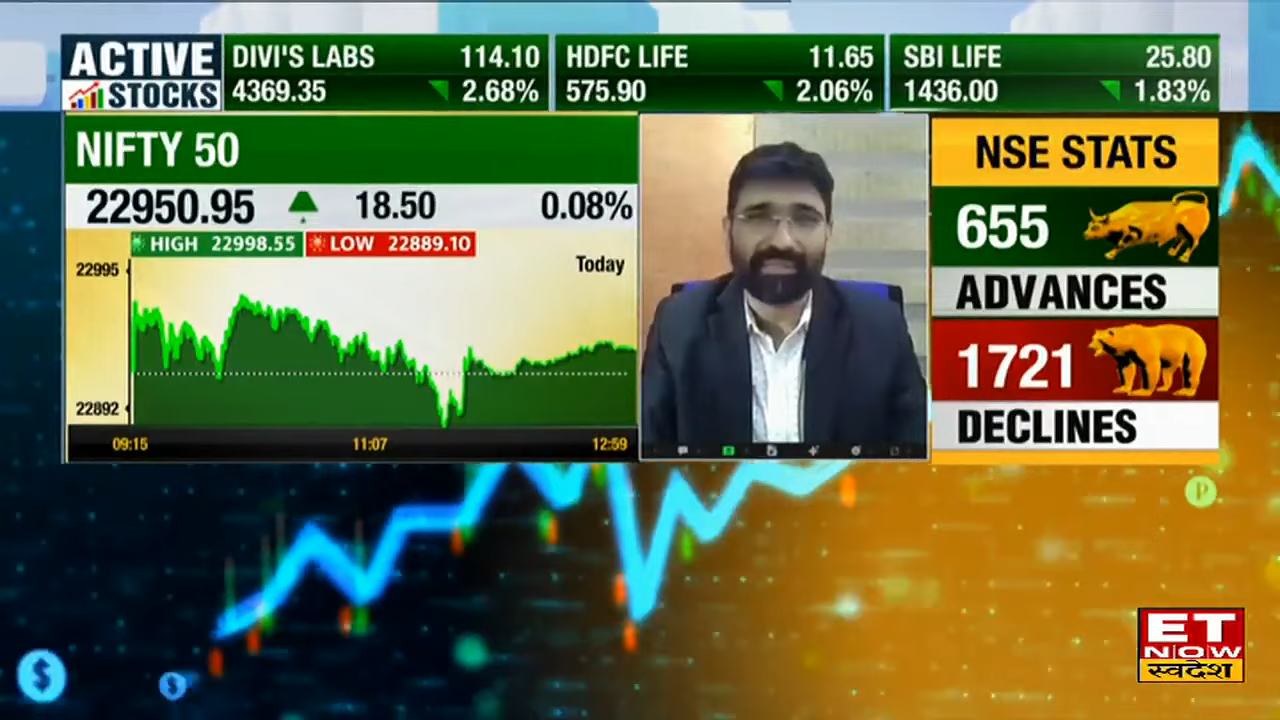 ACTIVE
STOCKS
DIVI'S LABS 114.10
4369.35 2.68%
HDFC LIFE 11.65
575.90 2.06%
SBI LIFE 25.80
1436.00 1.83%
NIFTY 50
22950.95 18.50 0.08%
HIGH 22998.55 LOW 22889.10
Today
22995
22892
09:15 11:07 12:59
NSE STATS
655
ADVANCES
1721
DECLINES
P
$
$
ET
NOW
स्वदेश